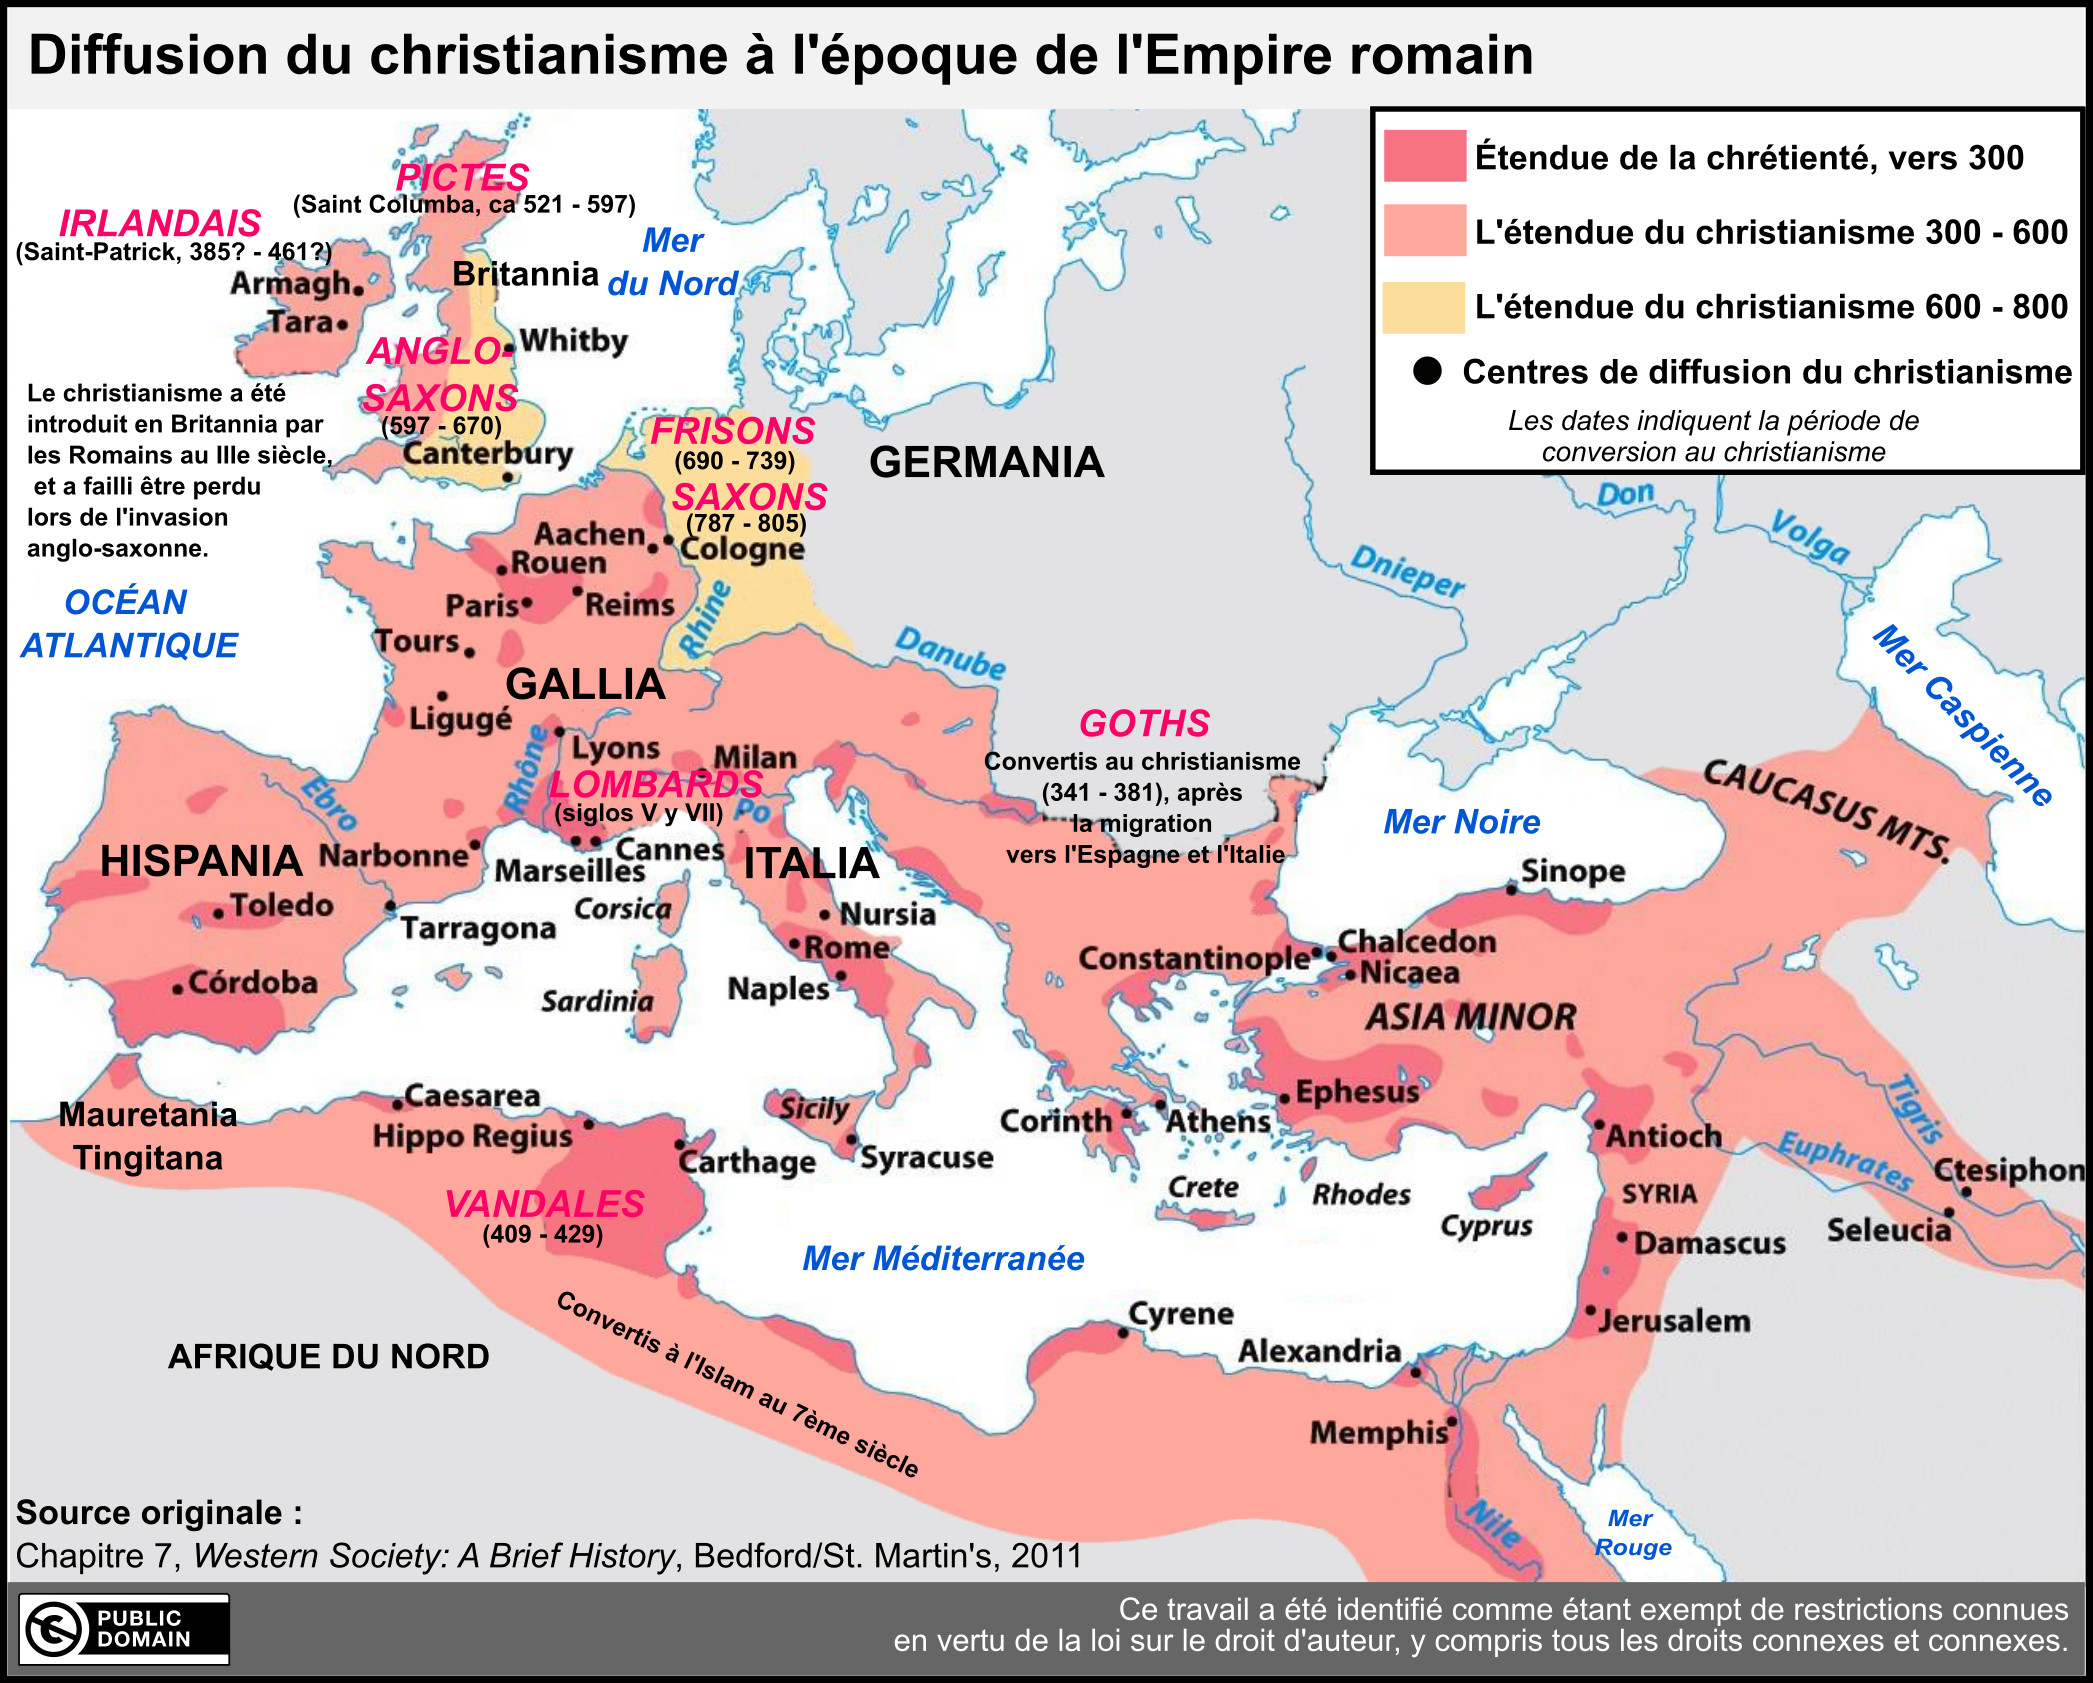 Diffusion du christianisme à l'époque de l'Empire romain
Étendue de la chrétienté, vers 300
L'étendue du christianisme 300 - 600
L'étendue du christianisme 600 - 800
Centres de diffusion du christianisme
Les dates indiquent la période de
conversion au christianisme
PICTES
(Saint Columba, ca 521 - 597)
IRLANDAIS
(Saint-Patrick, 385? - 461?)
Armagh
Tara
Britannia
Mer
du Nord
Whitby
ANGLO-
SAXONS
(597 - 670)
Canterbury
Le christianisme a été
introduit en Britannia par
les Romains au IIIe siècle,
et a failli être perdu
lors de l'invasion
anglo-saxonne.
FRISONS
(690 - 739)
SAXONS
(787 - 805)
GERMANIA
Don
Volga
Dnieper
Aachen
Cologne
Rouen
Paris
Reims
Rhine
Tours
OCÉAN
ATLANTIQUE
GALLIA
Ligugé
Danube
Mer Caspienne
GOTHS
Convertis au christianisme
(341 - 381), après
la migration
vers l'Espagne et l'Italie
Rhône
Lyons
Milan
LOMBARDS
(siglos V y VII)
Po
Ebro
HISPANIA
Narbonne
Marseilles
Cannes
ITALIA
Mer Noire
CAUCASUS MTS.
Sinope
Toledo
Tarragona
Corsica
Nursia
Rome
Córdoba
Sardinia
Naples
Constantinople
Chalcedon
Nicaea
ASIA MINOR
Mauretania
Tingitana
Caesarea
Hippo Regius
Carthage
Sicily
Syracuse
Corinth
Athens
Ephesus
Antioch
Tigris
Euphrates
Ctesiphon
Crete
Rhodes
Cyprus
SYRIA
Seleucia
Damascus
VANDALES
(409 - 429)
Mer Méditerranée
Jerusalem
Cyrene
Alexandria
Convertis à l'Islam au 7ème siècle
AFRIQUE DU NORD
Memphis
Nile
Mer
Rouge
Source originale :
Chapitre 7, Western Society: A Brief History, Bedford/St. Martin's, 2011
PUBLIC
DOMAIN
Ce travail a été identifié comme étant exempt de restrictions connues
en vertu de la loi sur le droit d'auteur, y compris tous les droits connexes et connexes.